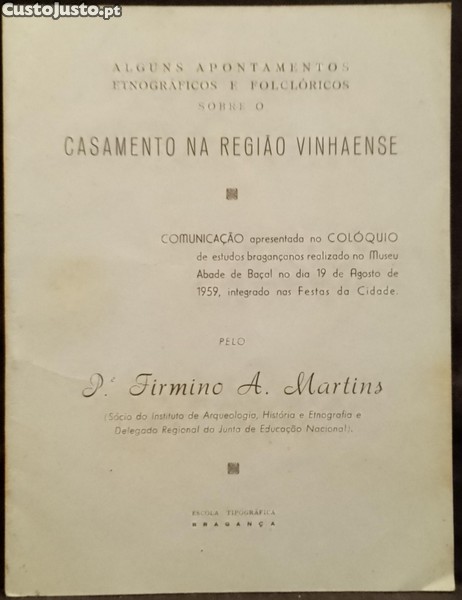 CustoJusto.pt
ALGUNS APONTAMENTOS
ETNOGRÁFICOS E FOLCLÓRICOS
SOBRE O
CASAMENTO NA REGIÃO VINHAENSE
COMUNICAÇÃO apresentada no COLÓQUIO
de estudos bragançanos realizado no Museu
Abade de Baçal no dia 19 de Agosto de
1959, integrado nas Festas da Cidade.
PELO
P.e Firmino A. Martins
(Sócio do Instituto de Arqueologia, História e Etnografia e
Delegado Regional da Junta de Educação Nacional).
ESCOLA TIPOGRÁFICA
BRAGANÇA